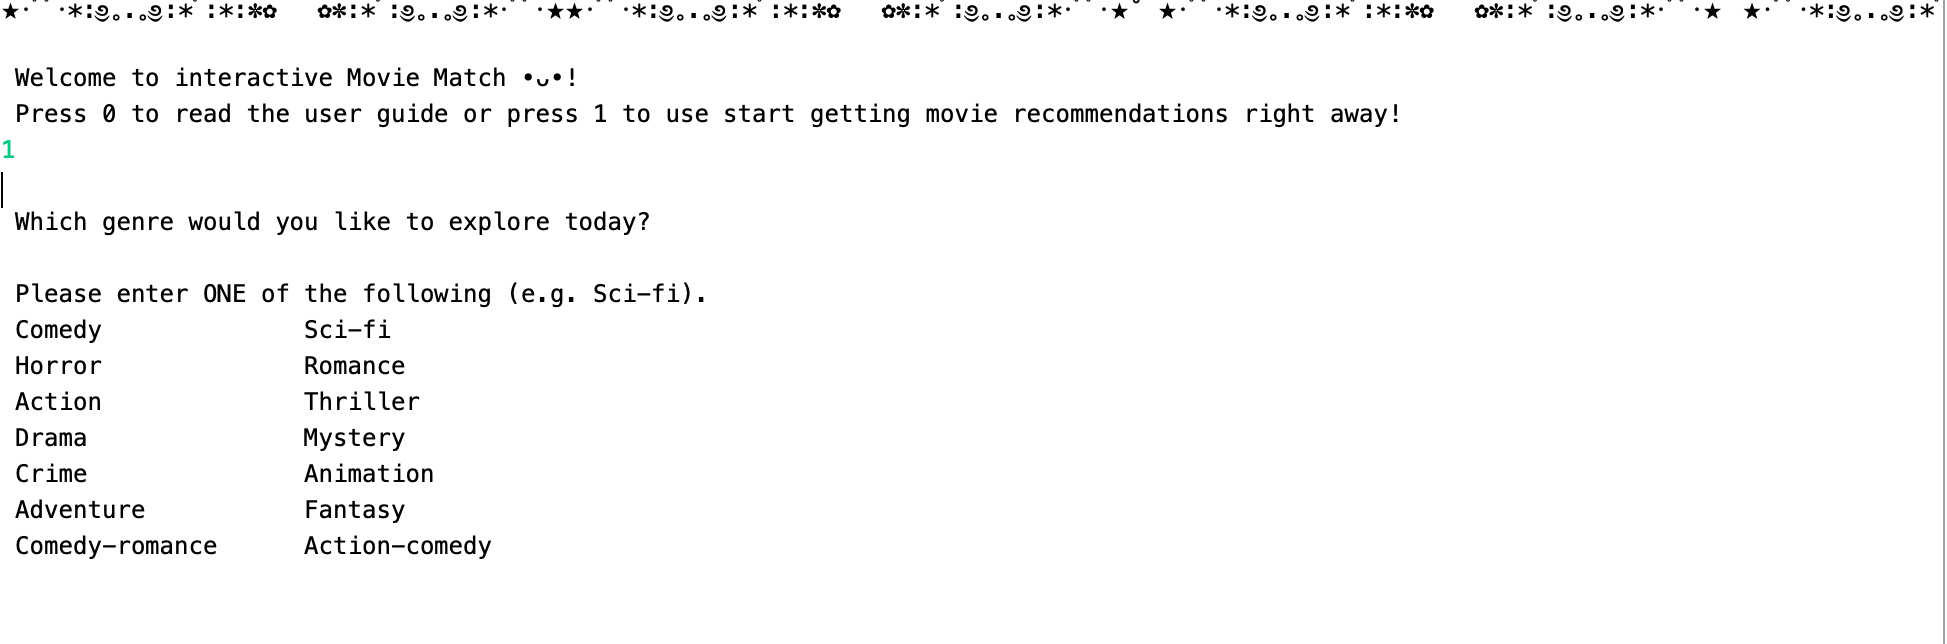 ★·.·´¯`·.·★ 
Welcome to interactive Movie Match •ᴗ•!
Press 0 to read the user guide or press 1 to use start getting movie recommendations right away!
1
Which genre would you like to explore today?
Please enter ONE of the following (e.g. Sci-fi).
Comedy Sci-fi
Horror Romance
Action Thriller
Drama Mystery
Crime Animation
Adventure Fantasy
Comedy-romance Action-comedy